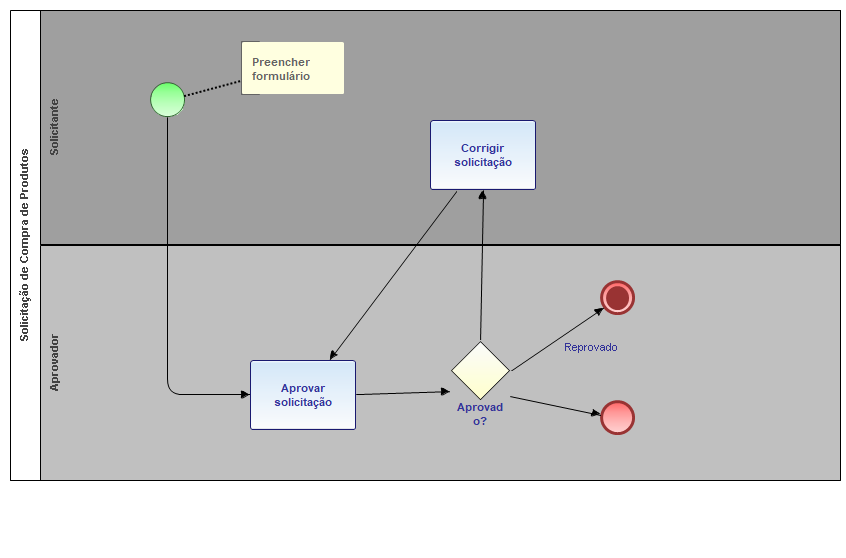 Solicitação de Compra de Produtos
Solicitante
Preencher
formulário
Corrigir
solicitação
Aprovador
Aprovar
solicitação
Aprovad
o?
Reprovado